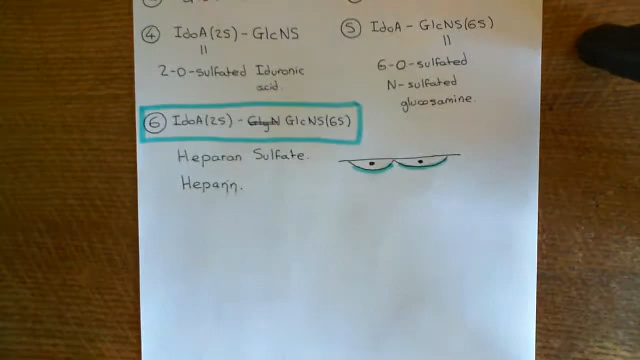 ④ IdoA(2S) - GlcNS
=
2-O-sulfated Iduronic
acid.
⑤ IdoA - GlcNS(6S)
=
6-O-sulfated
N-sulfated
glucosamine.
⑥ IdoA(2S) - GlyN GlcNS(6S)
Heparan Sulfate.
Heparin.